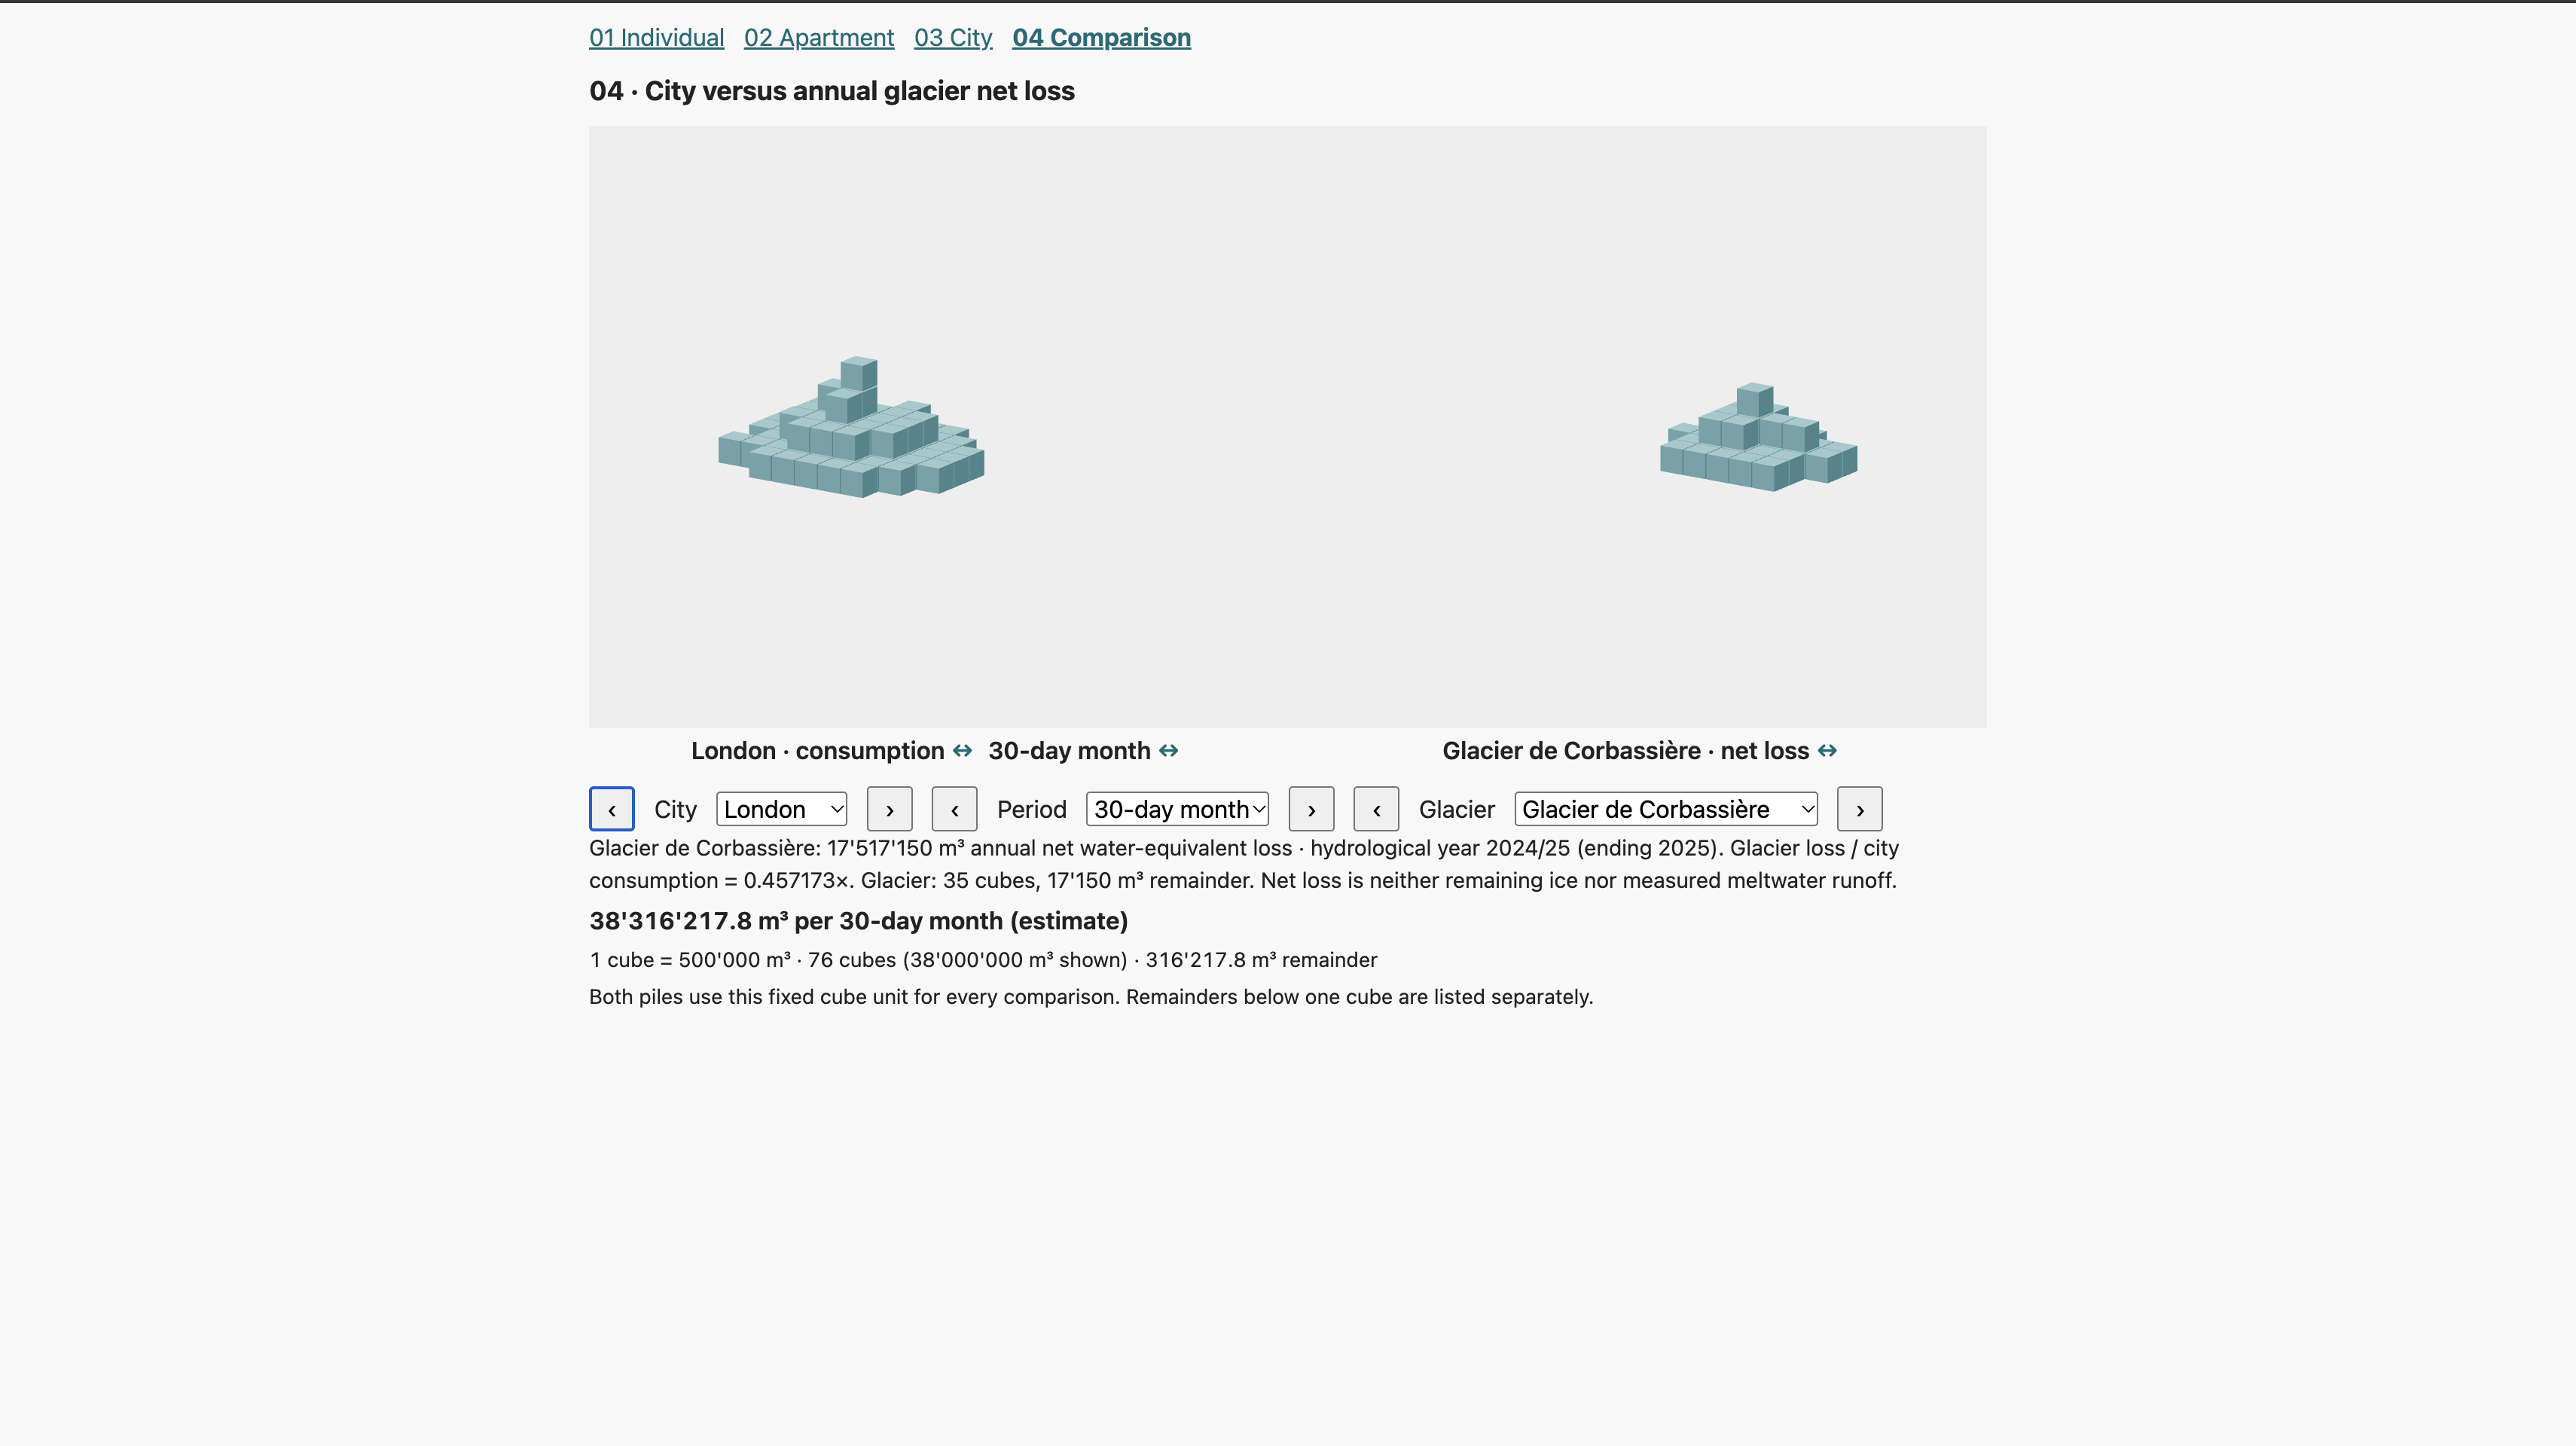 01 Individual 02 Apartment 03 City 04 Comparison
04 · City versus annual glacier net loss
London · consumption ↔ 30-day month ↔ Glacier de Corbassière · net loss ↔
‹ City London › ‹ Period 30-day month › ‹ Glacier Glacier de Corbassière ›
Glacier de Corbassière: 17'517'150 m³ annual net water-equivalent loss · hydrological year 2024/25 (ending 2025). Glacier loss / city
consumption = 0.457173×. Glacier: 35 cubes, 17'150 m³ remainder. Net loss is neither remaining ice nor measured meltwater runoff.
38'316'217.8 m³ per 30-day month (estimate)
1 cube = 500'000 m³ · 76 cubes (38'000'000 m³ shown) · 316'217.8 m³ remainder
Both piles use this fixed cube unit for every comparison. Remainders below one cube are listed separately.